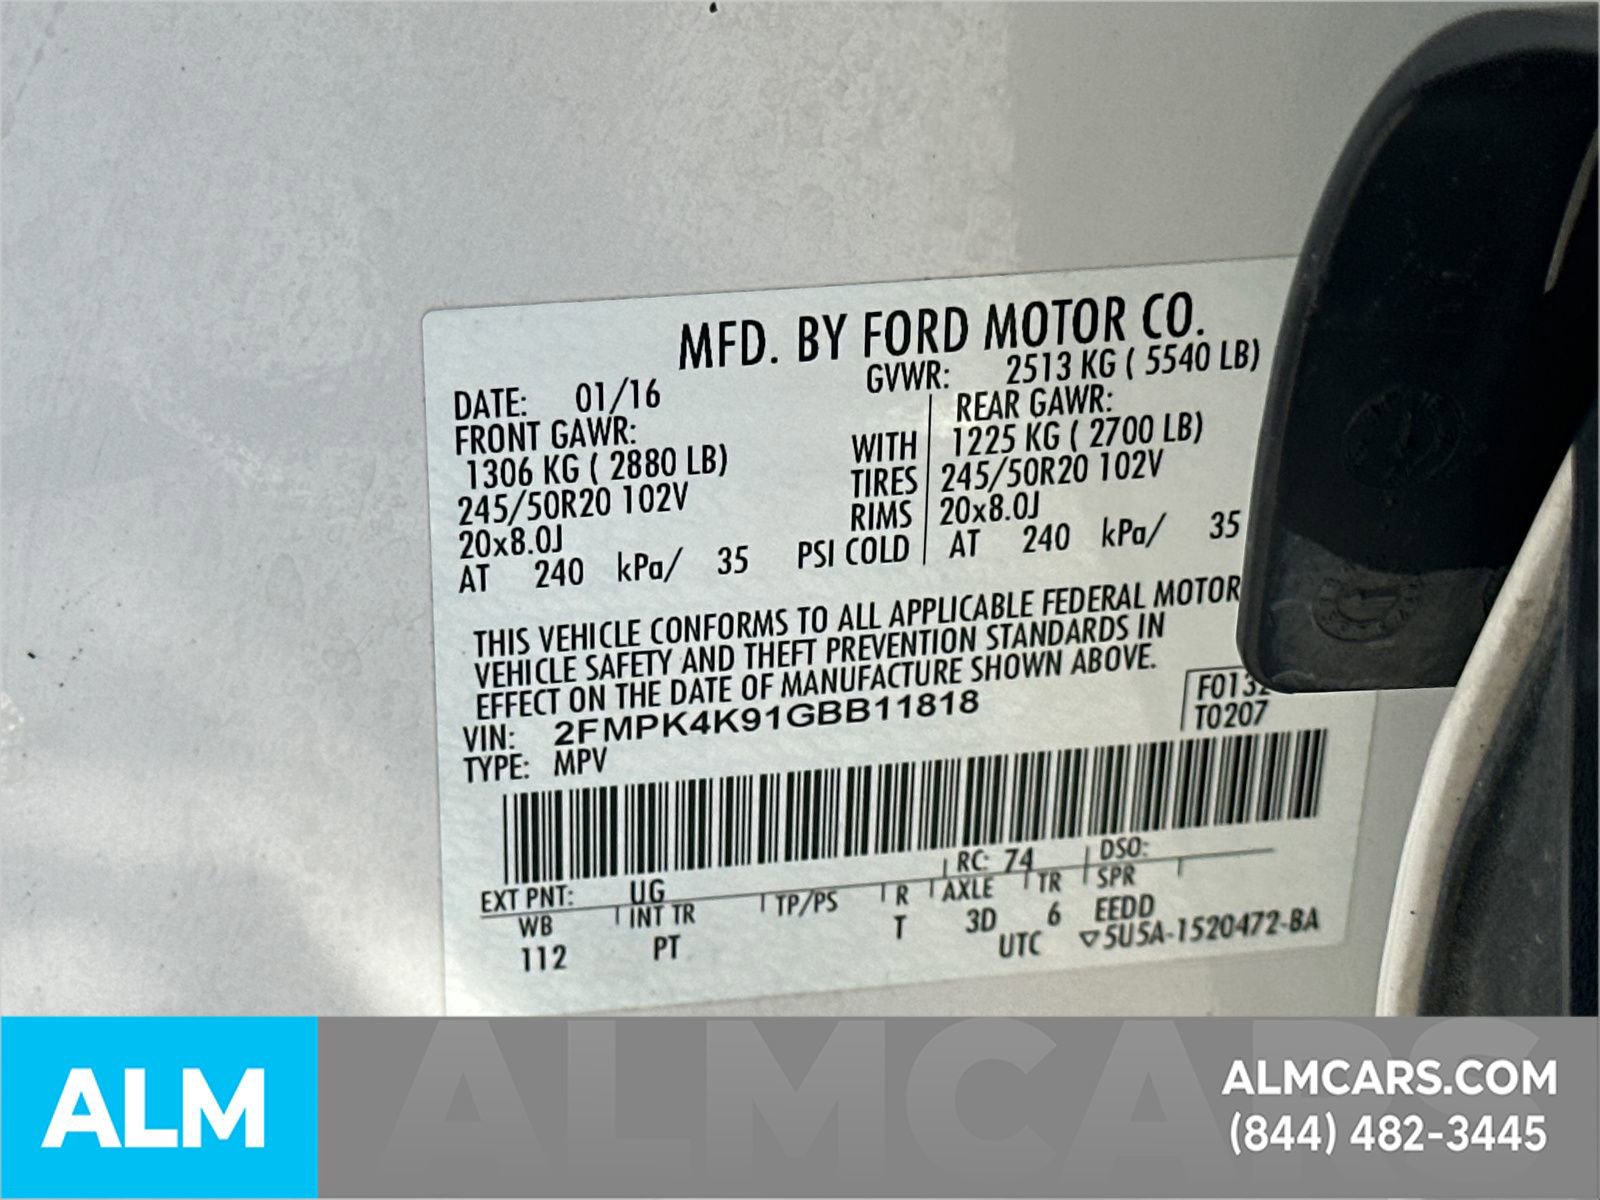 MFD. BY FORD MOTOR CO.
DATE: 01/16 GVWR: 2513 KG ( 5540 LB)
FRONT GAWR: REAR GAWR:
1306 KG ( 2880 LB) WITH 1225 KG ( 2700 LB)
245/50R20 102V TIRES 245/50R20 102V
20x8.0J RIMS 20x8.0J
AT 240 kPa/ 35 PSI COLD AT 240 kPa/ 35
THIS VEHICLE CONFORMS TO ALL APPLICABLE FEDERAL MOTOR
VEHICLE SAFETY AND THEFT PREVENTION STANDARDS IN
EFFECT ON THE DATE OF MANUFACTURE SHOWN ABOVE.
VIN: 2FMPK4K91GBB11818
TYPE: MPV
T0207
EXT PNT: UG RC: 74 DSO:
WB INT TR TP/PS R AXLE TR SPR
112 PT T 3D 6 EEDD
UTC ▽5U5A-1520472-BA
ALM
ALMCARS
ALMCARS.COM
(844) 482-3445